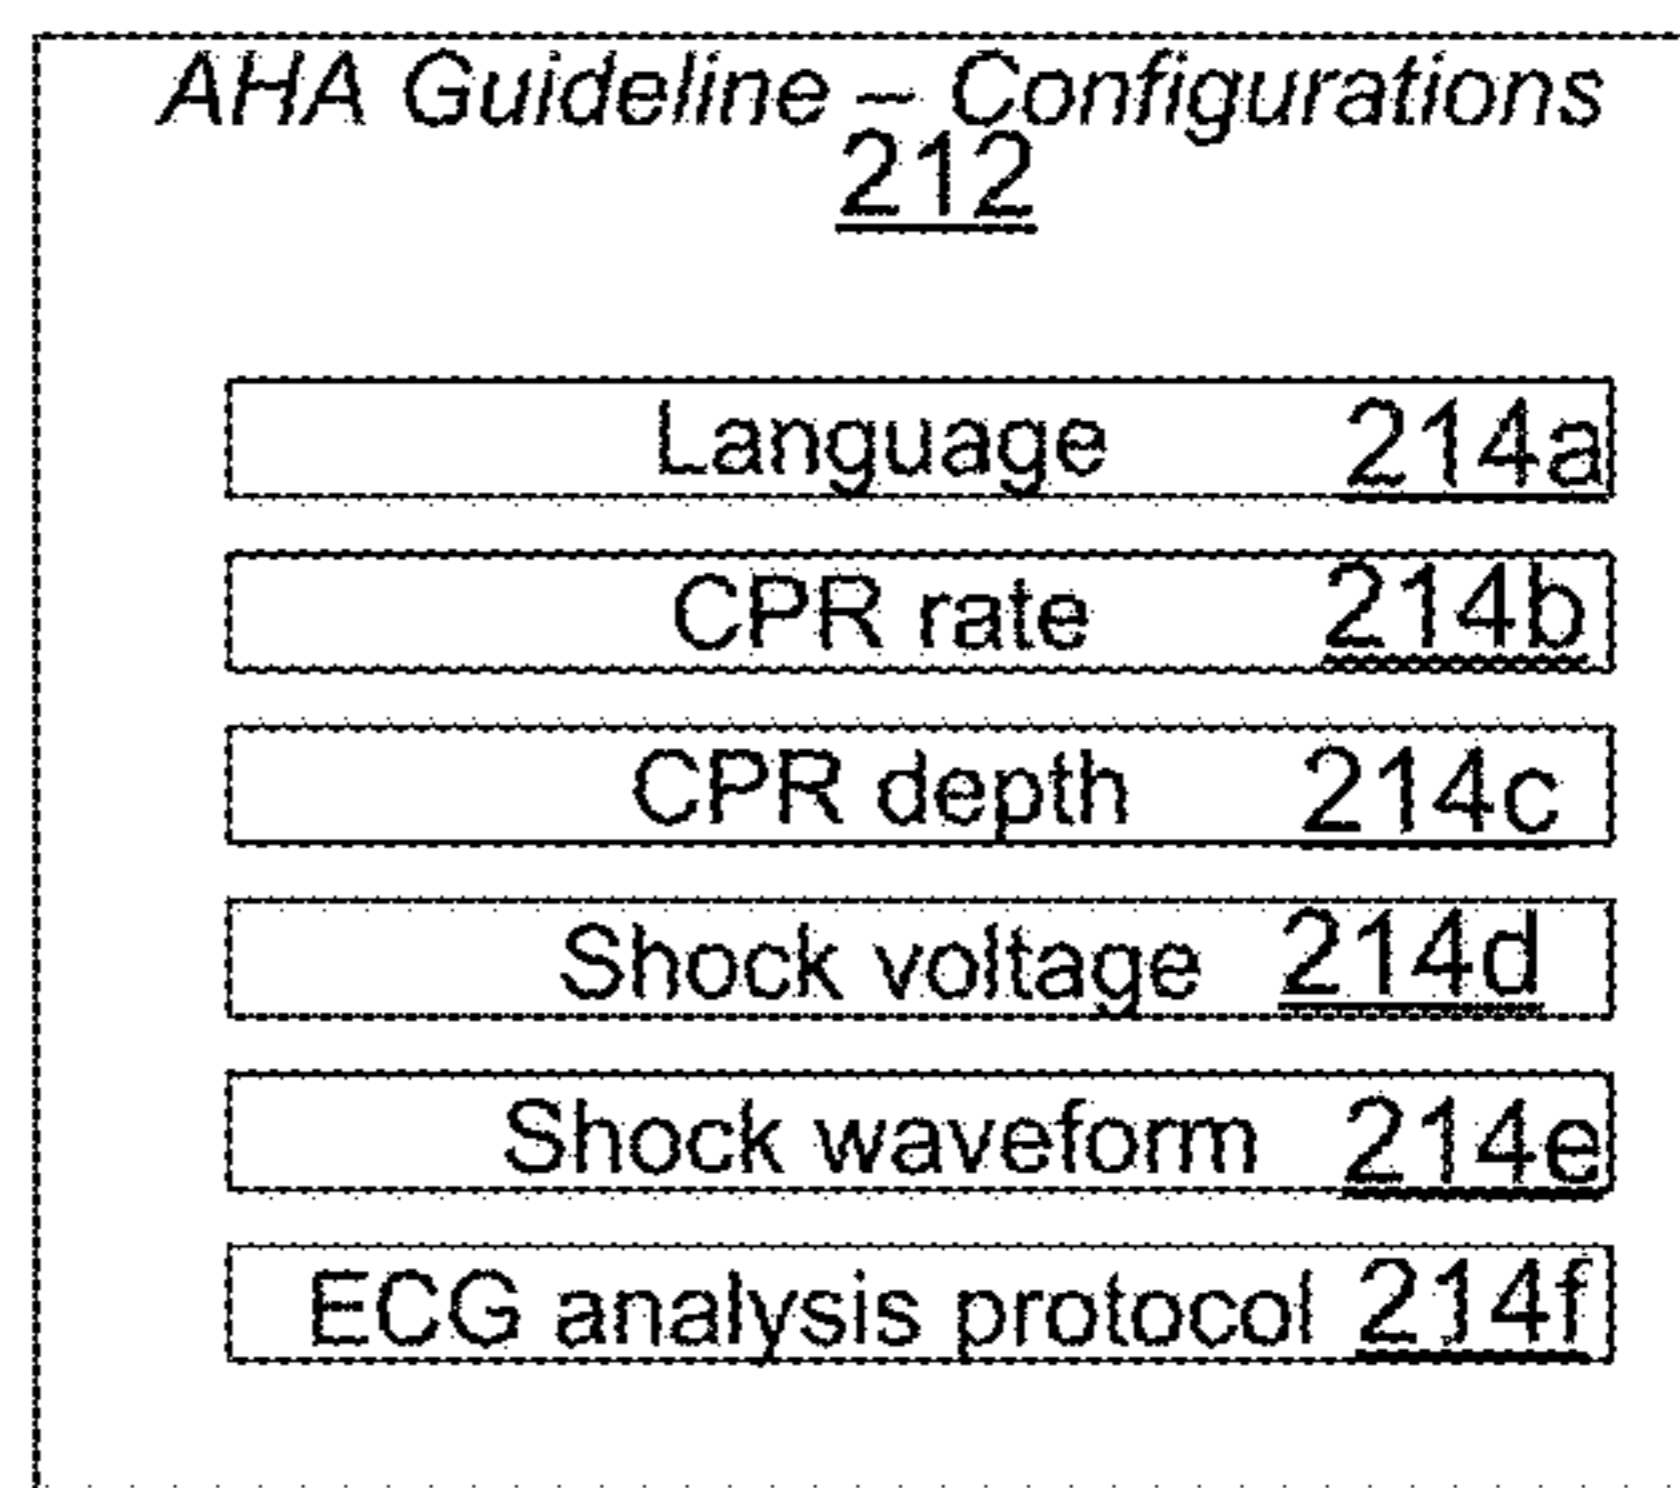 AHA Guideline – Configurations
212
Language 214a
CPR rate 214b
CPR depth 214c
Shock voltage 214d
Shock waveform 214e
ECG analysis protocol 214f